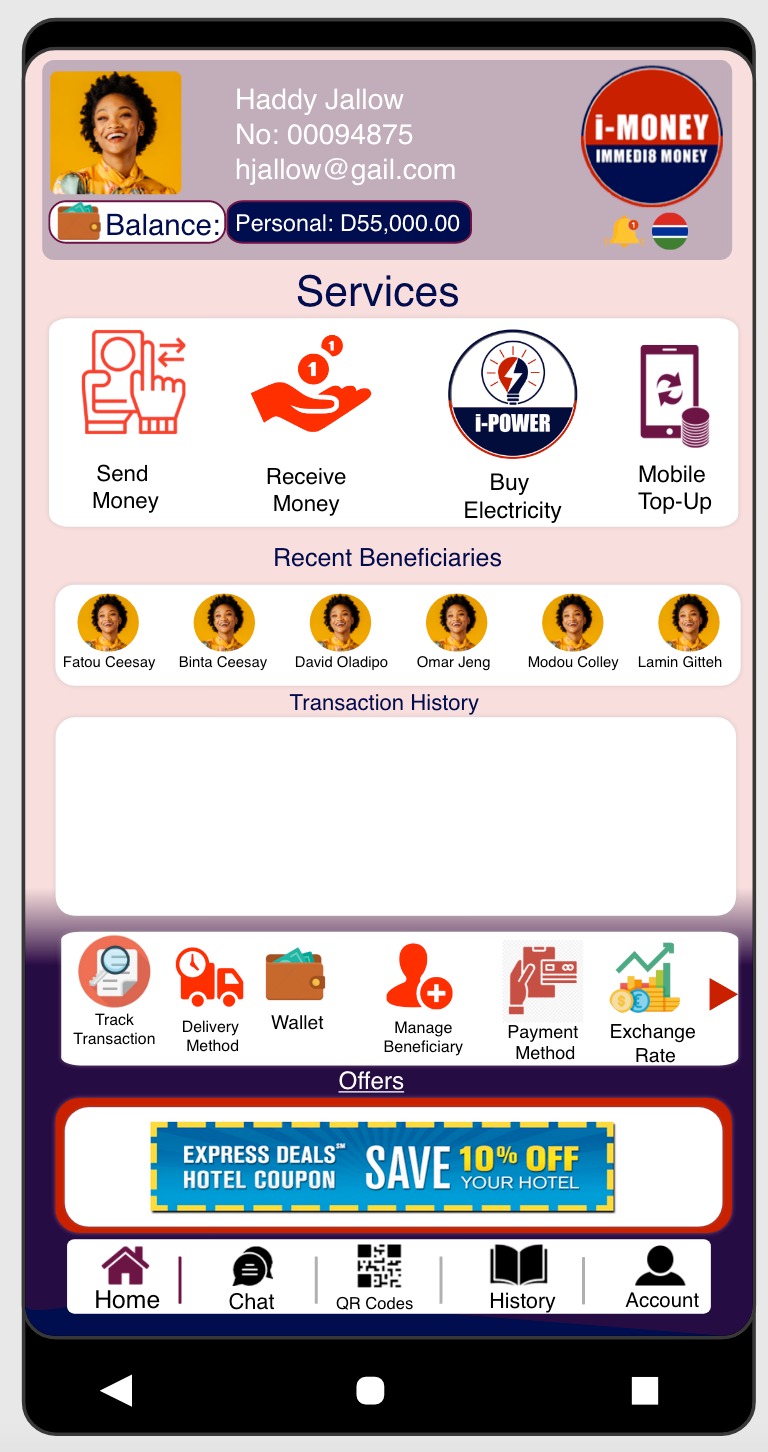 Haddy Jallow
No: 00094875
hjallow@gail.com
i-MONEY
IMMEDI8 MONEY
Balance:
Personal: D55,000.00
1
Services
1
1
i-POWER
Send
Money
Receive
Money
Buy
Electricity
Mobile
Top-Up
Recent Beneficiaries
Fatou Ceesay
Binta Ceesay
David Oladipo
Omar Jeng
Modou Colley
Lamin Gitteh
Transaction History
Track
Transaction
Delivery
Method
Wallet
Manage
Beneficiary
Payment
Method
Exchange
Rate
Offers
EXPRESS DEALS℠
HOTEL COUPON
SAVE
10% OFF
YOUR HOTEL
Home
Chat
QR Codes
History
Account